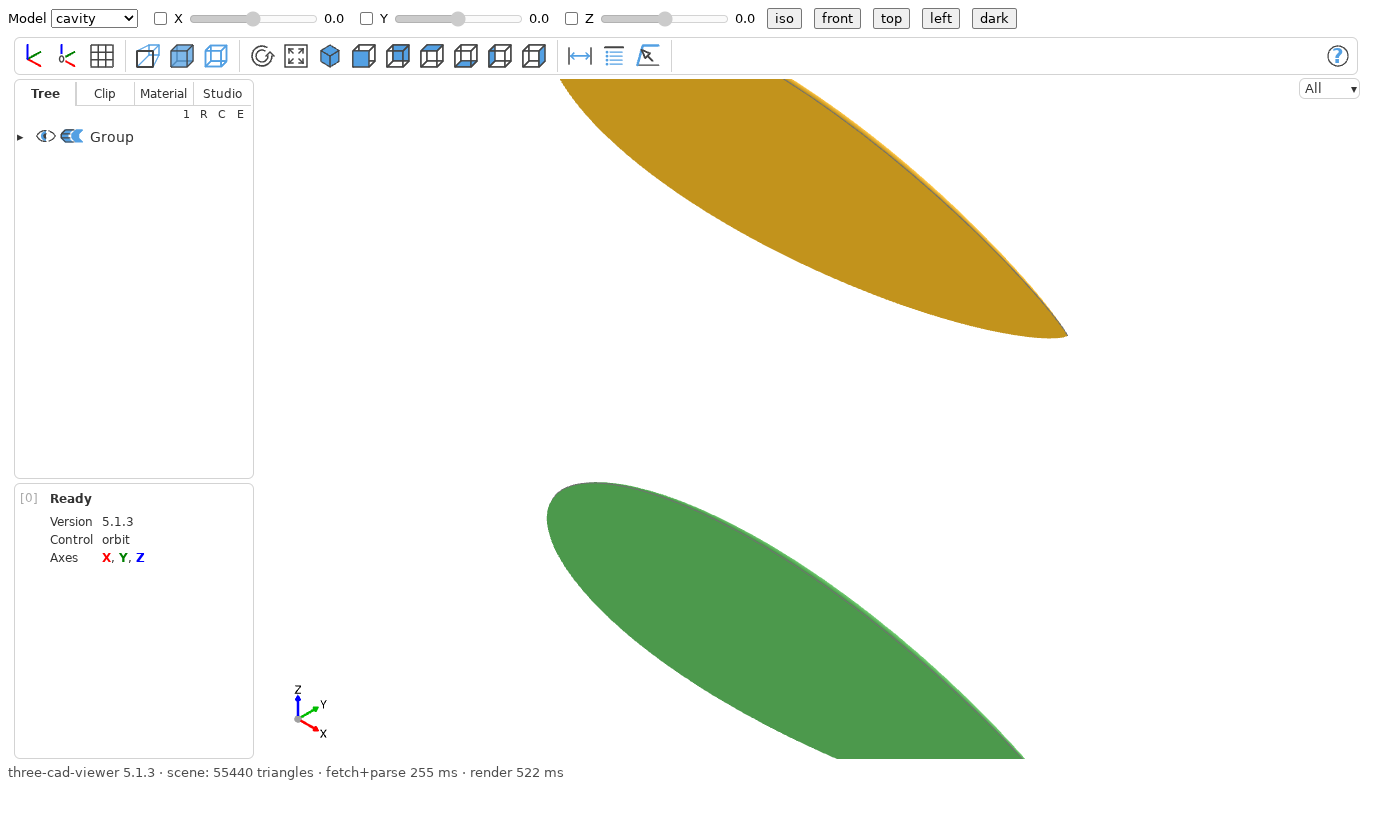 Model cavity X 0.0 Y 0.0 Z 0.0 iso front top left dark
?
Tree Clip Material Studio
All
1 R C E
Group
[0] Ready
Version 5.1.3
Control orbit
Axes X, Y, Z
Z
Y
X
three-cad-viewer 5.1.3 · scene: 55440 triangles · fetch+parse 255 ms · render 522 ms